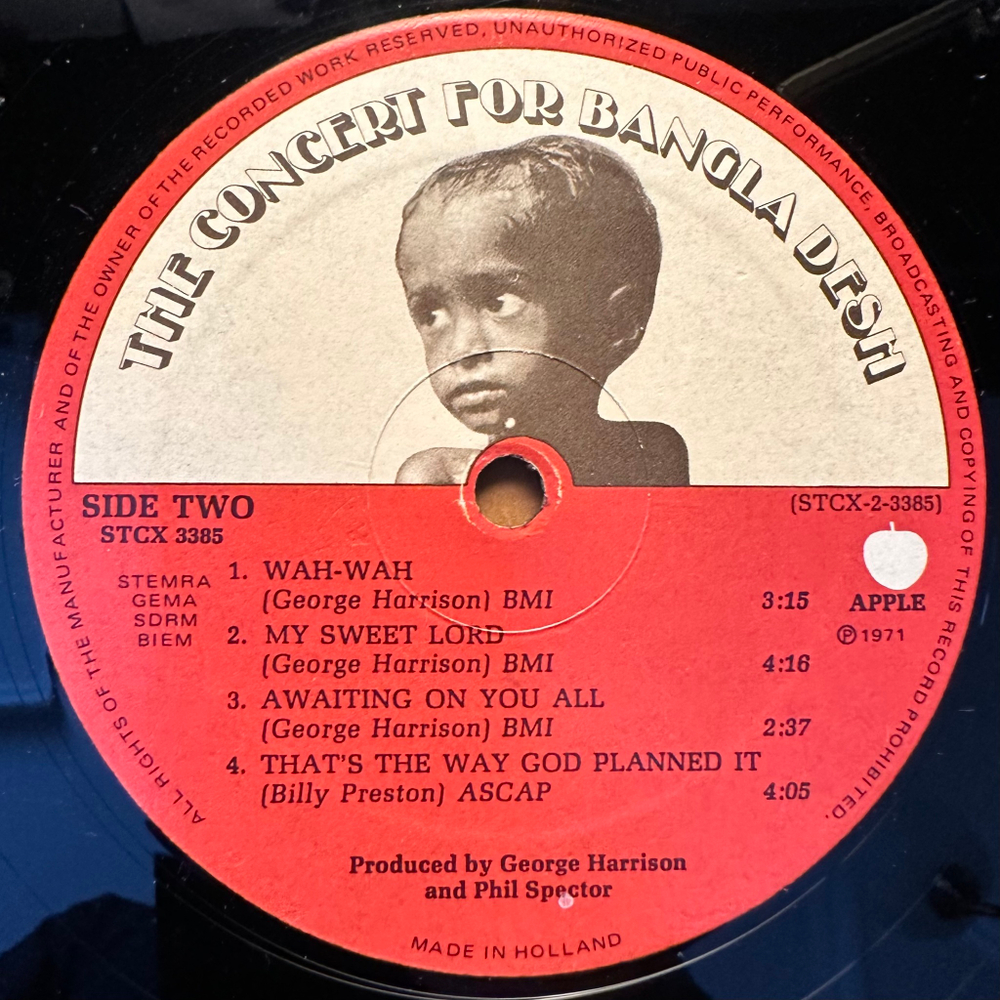 ALL RIGHTS OF THE MANUFACTURER AND OF THE OWNER OF THE RECORDED WORK RESERVED, UNAUTHORIZED PUBLIC PERFORMANCE, BROADCASTING AND COPYING OF THIS RECORD PROHIBITED.
THE CONCERT FOR BANGLA DESH
SIDE TWO
STCX 3385
(STCX-2-3385)
STEMRA
GEMA
SDRM
BIEM
1. WAH-WAH
(George Harrison) BMI 3:15
2. MY SWEET LORD
(George Harrison) BMI 4:16
3. AWAITING ON YOU ALL
(George Harrison) BMI 2:37
4. THAT'S THE WAY GOD PLANNED IT
(Billy Preston) ASCAP 4:05
APPLE
Ⓟ1971
Produced by George Harrison
and Phil Spector
MADE IN HOLLAND